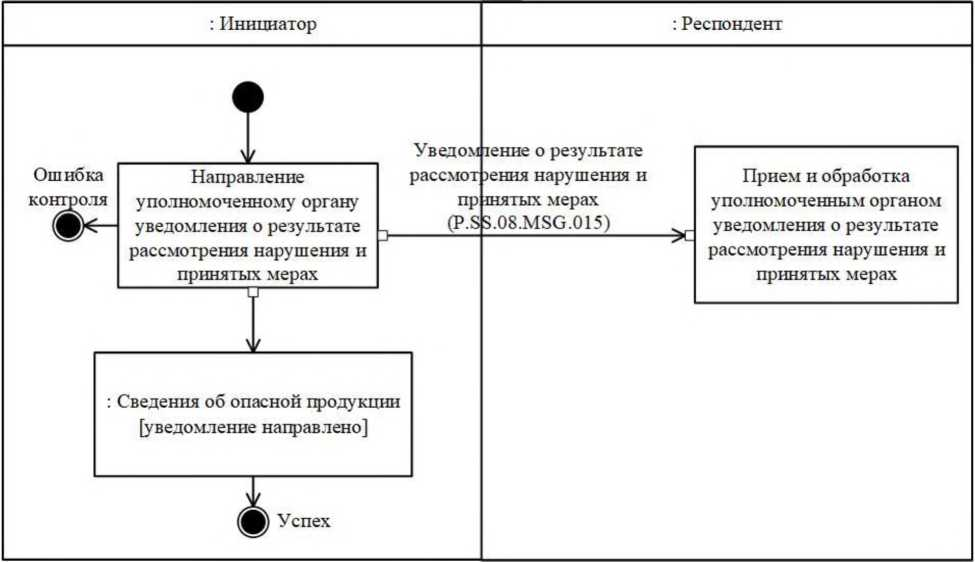 : Инициатор
: Респондент
Ошибка
контроля
Направление
уполномоченному органу
уведомления о результате
рассмотрения нарушения и
принятых мерах
Уведомление о результате
рассмотрения нарушения и
принятых мерах
(P.SS.08.MSG.015)
Прием и обработка
уполномоченным органом
уведомления о результате
рассмотрения нарушения и
принятых мерах
: Сведения об опасной продукции
[уведомление направлено]
Успех